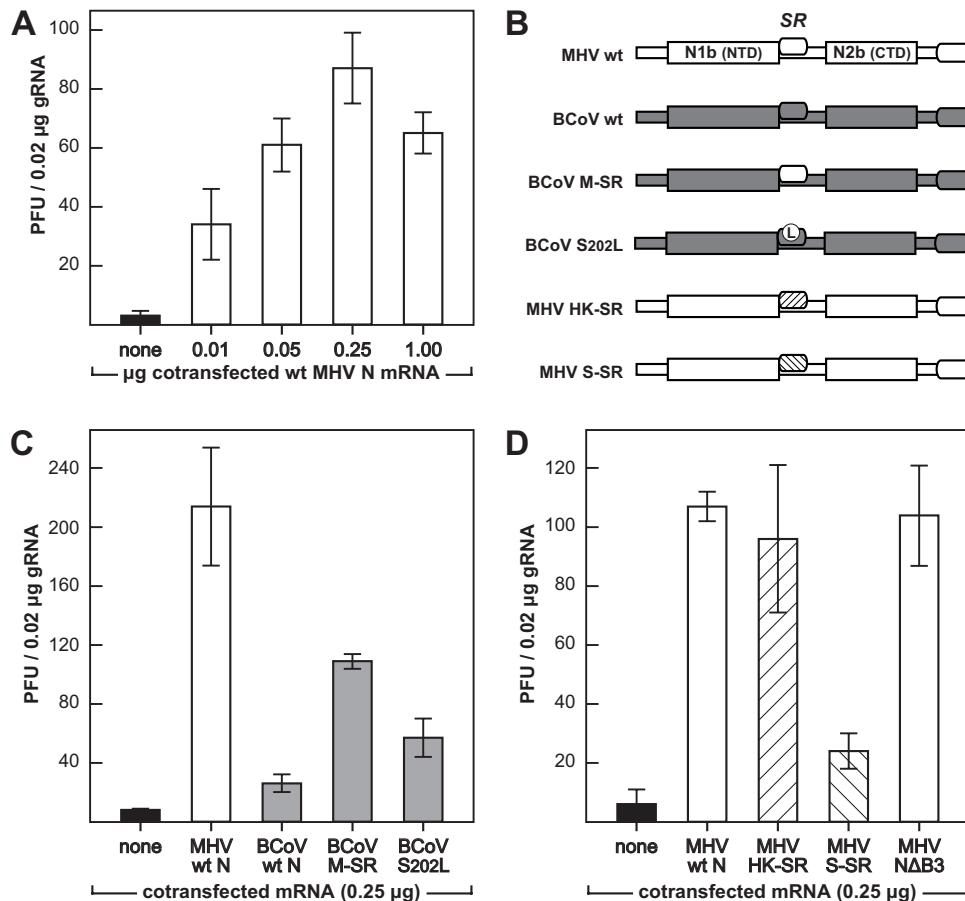 A
PFU / 0.02 µg gRNA
100
80
60
40
20
none 0.01 0.05 0.25 1.00
µg cotransfected wt MHV N mRNA
B
SR
MHV wt N1b (NTD) N2b (CTD)
BCoV wt
BCoV M-SR
BCoV S202L L
MHV HK-SR
MHV S-SR
C
PFU / 0.02 µg gRNA
240
200
160
120
80
40
none MHV BCoV BCoV BCoV
wt N wt N M-SR S202L
cotransfected mRNA (0.25 µg)
D
PFU / 0.02 µg gRNA
120
100
80
60
40
20
none MHV MHV MHV MHV
wt N HK-SR S-SR NΔB3
cotransfected mRNA (0.25 µg)